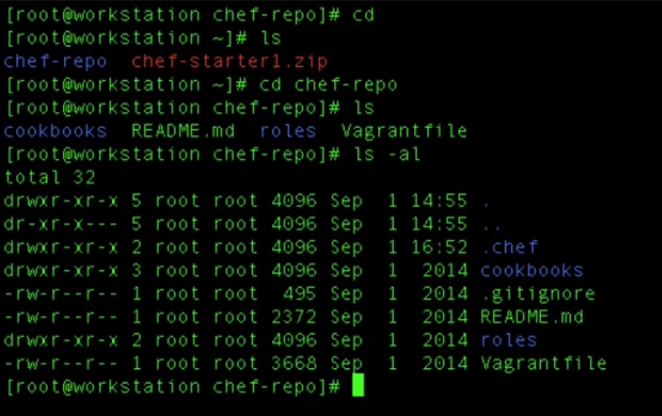 [root@workstation chef-repo]# cd
[root@workstation ~]# ls
chef-repo  chef-starter1.zip
[root@workstation ~]# cd chef-repo
[root@workstation chef-repo]# ls
cookbooks  README.md  roles  Vagrantfile
[root@workstation chef-repo]# ls -al
total 32
drwxr-xr-x 5 root root 4096 Sep  1 14:55 .
dr-xr-x--- 5 root root 4096 Sep  1 14:55 ..
drwxr-xr-x 2 root root 4096 Sep  1 16:52 .chef
drwxr-xr-x 3 root root 4096 Sep  1  2014 cookbooks
-rw-r--r-- 1 root root  495 Sep  1  2014 .gitignore
-rw-r--r-- 1 root root 2372 Sep  1  2014 README.md
drwxr-xr-x 2 root root 4096 Sep  1  2014 roles
-rw-r--r-- 1 root root 3668 Sep  1  2014 Vagrantfile
[root@workstation chef-repo]#